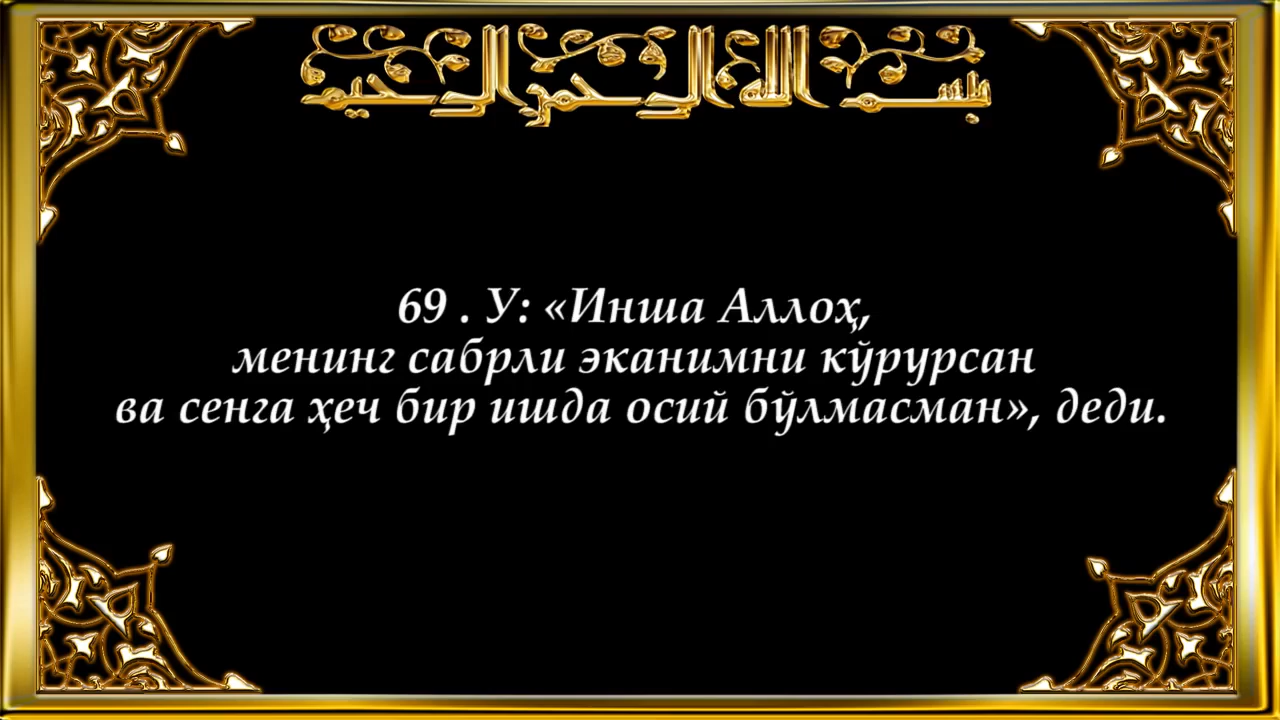 بسم الله الرحمن الرحيم
69 . У: «Инша Аллоҳ,
менинг сабрли эканимни кўрурсан
ва сенга ҳеч бир ишда осий бўлмасман», деди.